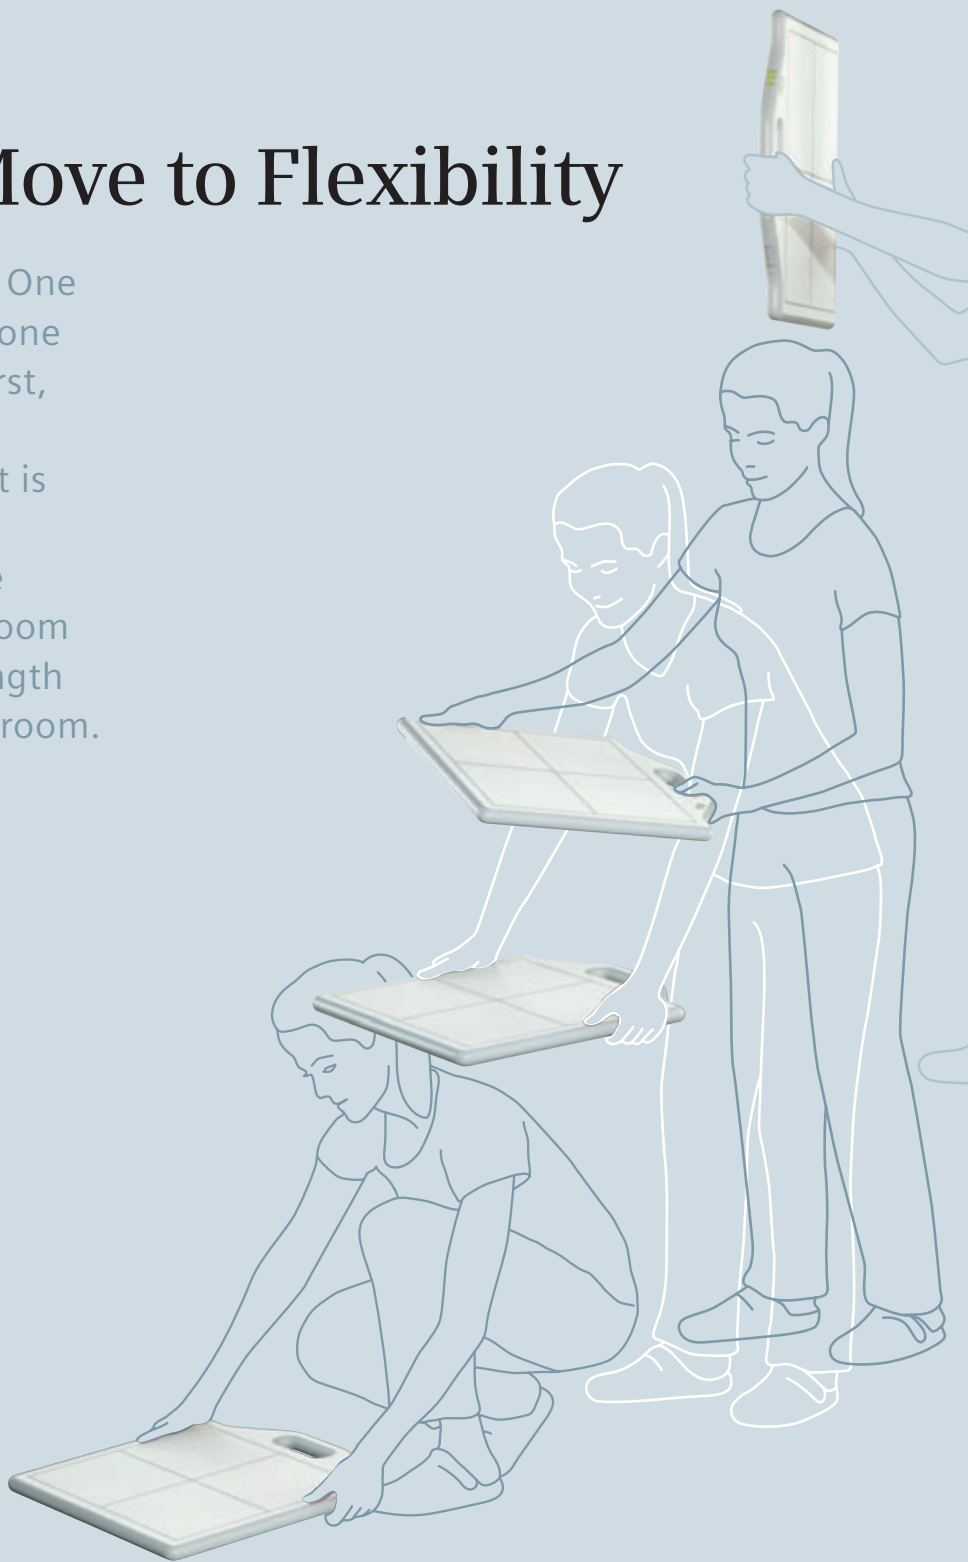 Move to Flexibility
One
one
rst,
t is
e
oom
ngth
room.